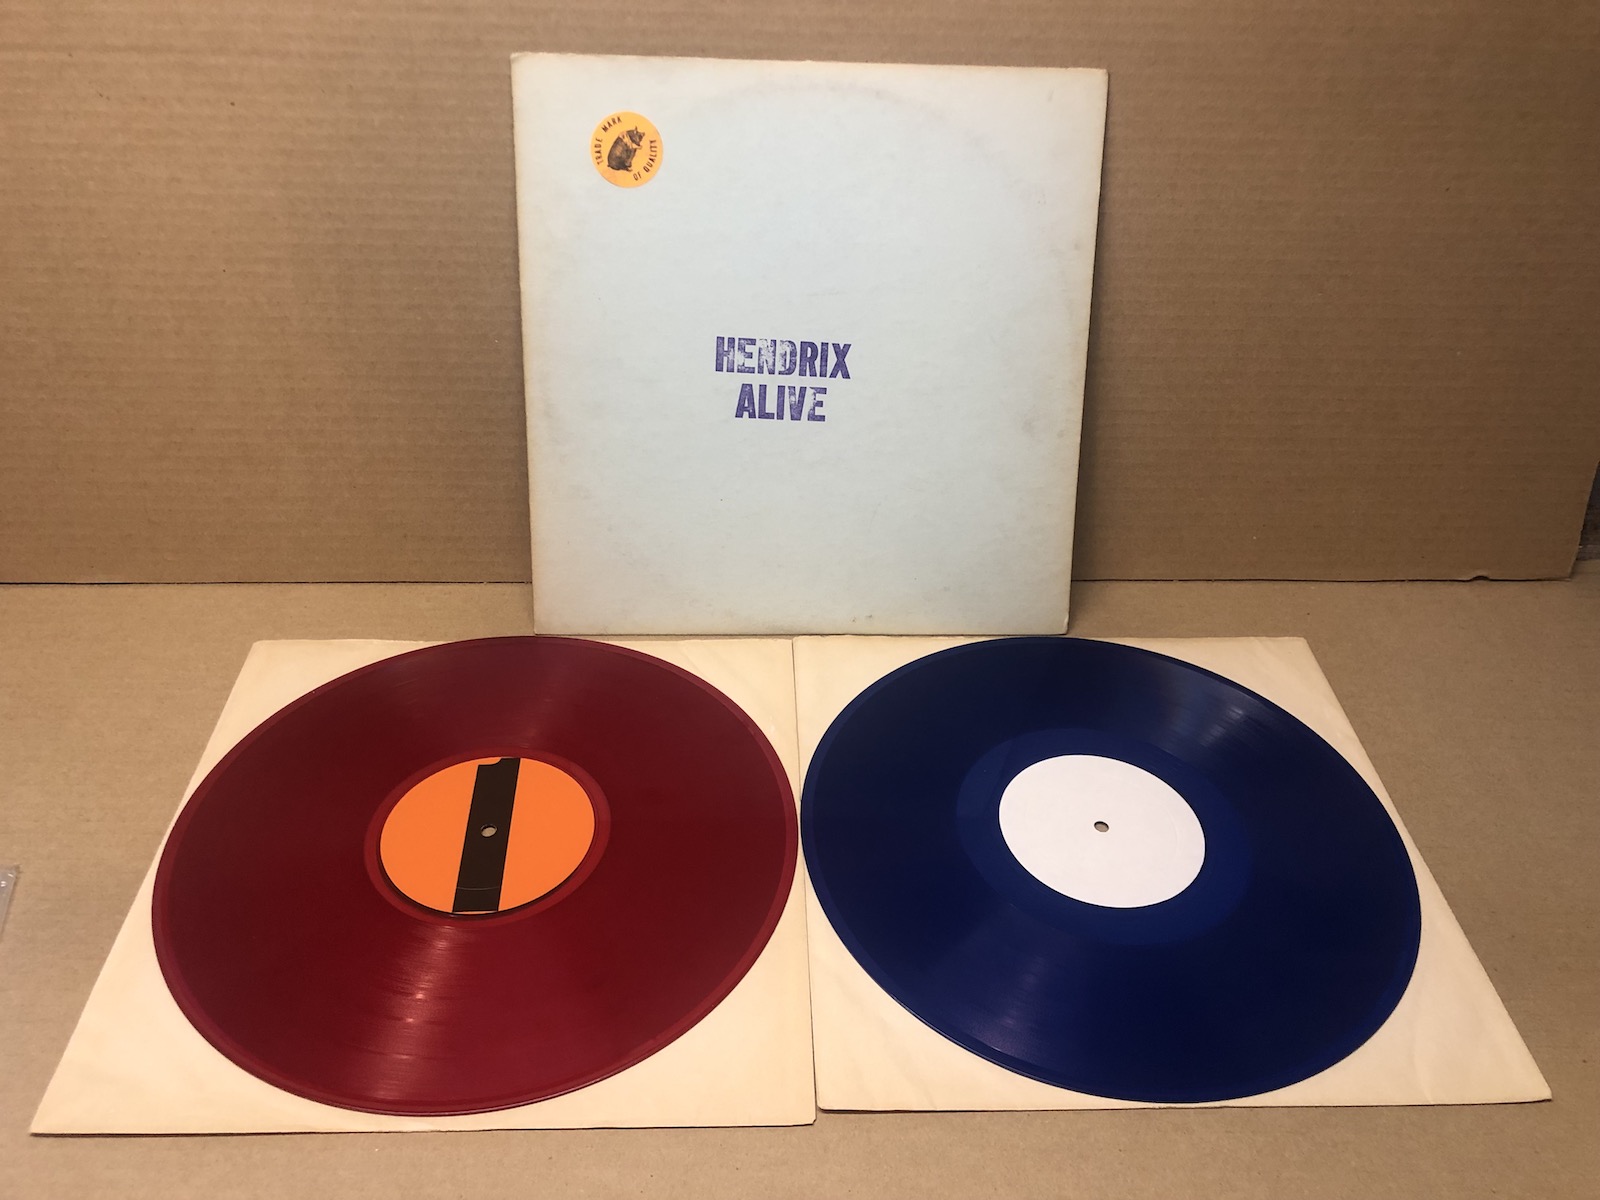 TRADE MARK
OF QUALITY
HENDRIX
ALIVE
1